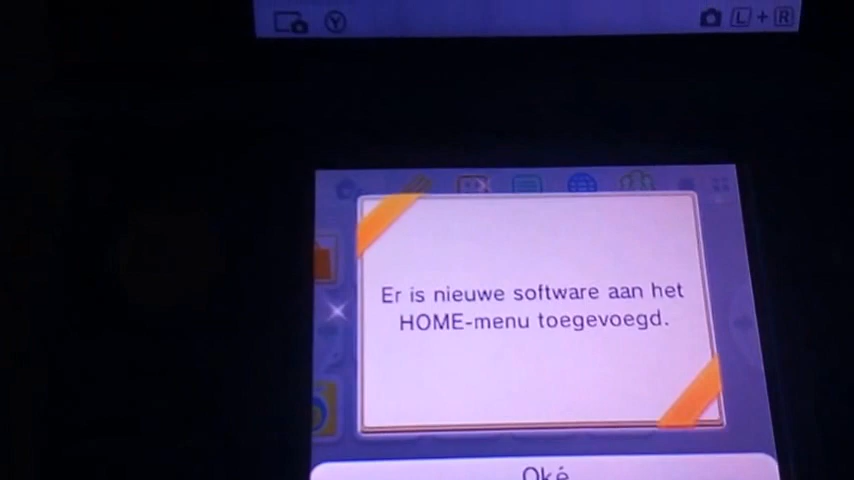 Y L + R
Er is nieuwe software aan het
HOME-menu toegevoegd.
Oké